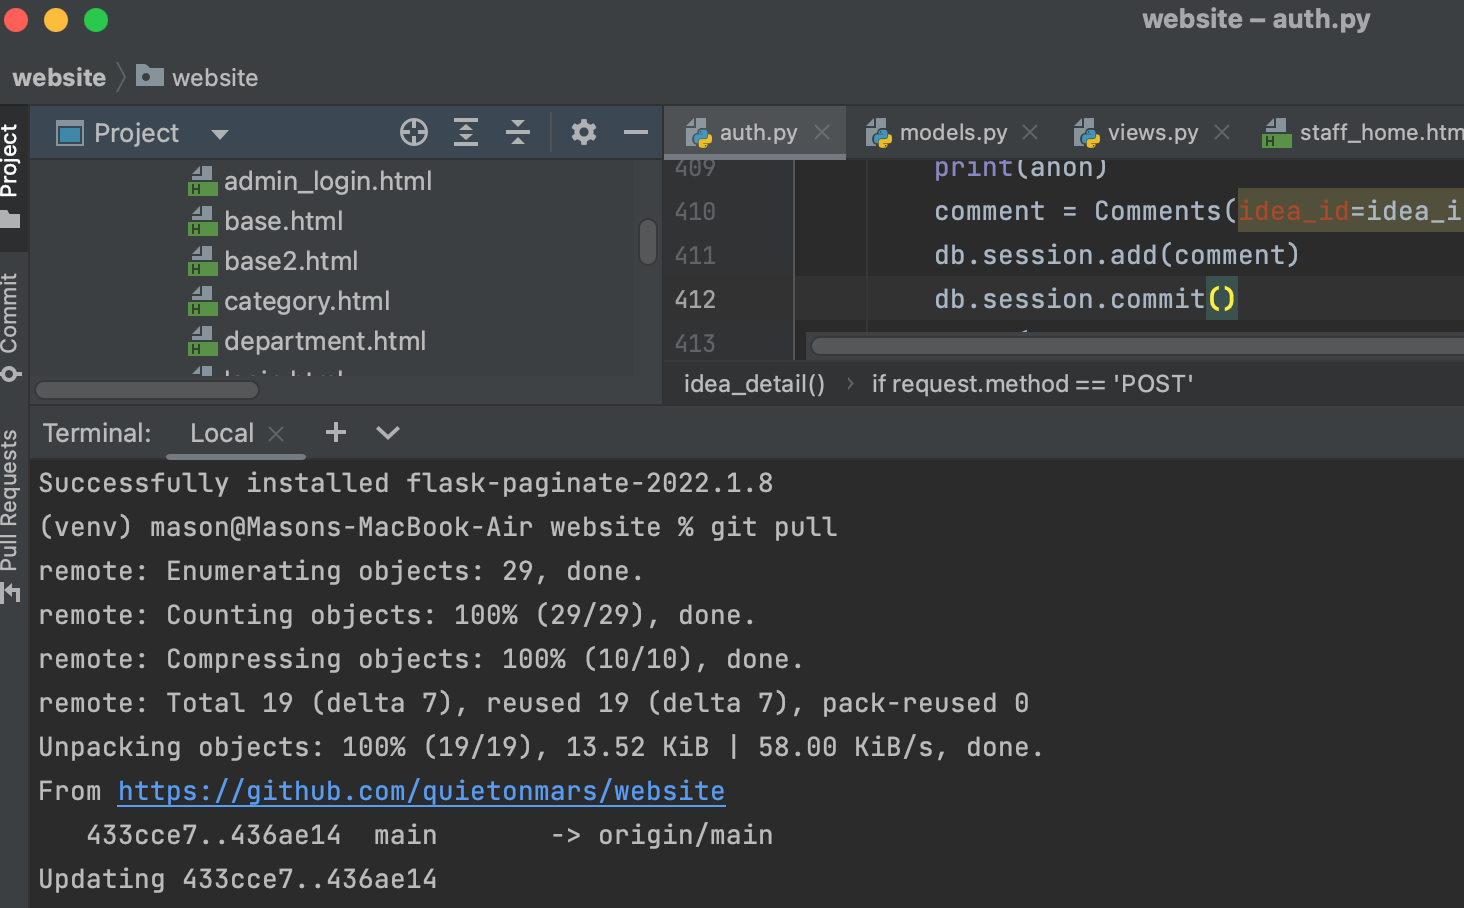 website – auth.py
website website
Project
Commit
Pull Requests
Project
admin_login.html
base.html
base2.html
category.html
department.html
login.html
auth.py models.py views.py staff_home.htm
409 print(anon)
410 comment = Comments(idea_id=idea_i
411 db.session.add(comment)
412 db.session.commit()
413
idea_detail() › if request.method == 'POST'
Terminal: Local
Successfully installed flask-paginate-2022.1.8
(venv) mason@Masons-MacBook-Air website % git pull
remote: Enumerating objects: 29, done.
remote: Counting objects: 100% (29/29), done.
remote: Compressing objects: 100% (10/10), done.
remote: Total 19 (delta 7), reused 19 (delta 7), pack-reused 0
Unpacking objects: 100% (19/19), 13.52 KiB | 58.00 KiB/s, done.
From https://github.com/quietonmars/website
433cce7..436ae14 main -> origin/main
Updating 433cce7..436ae14